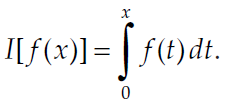 I[f(x)] = ∫₀ˣ f(t) dt.